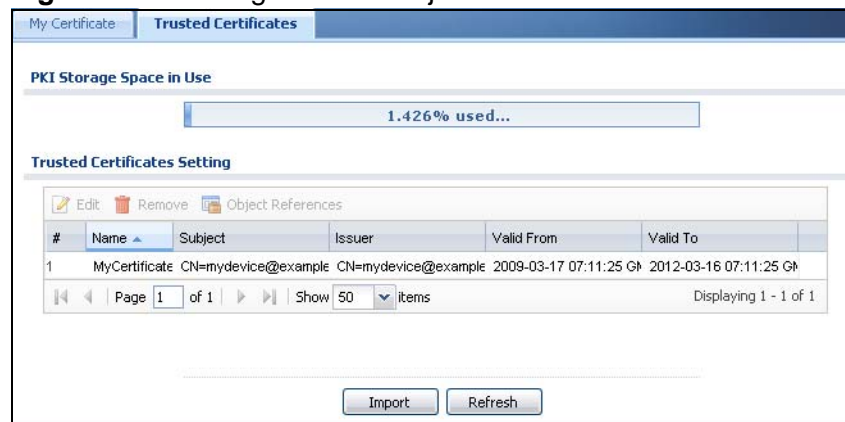 My Certificate Trusted Certificates
PKI Storage Space in Use
1.426% used...
Trusted Certificates Setting
Edit Remove Object References
# Name Subject Issuer Valid From Valid To
1 MyCertificate CN=mydevice@example CN=mydevice@example 2009-03-17 07:11:25 GM 2012-03-16 07:11:25 GM
Page 1 of 1 Show 50 items Displaying 1 - 1 of 1
Import Refresh